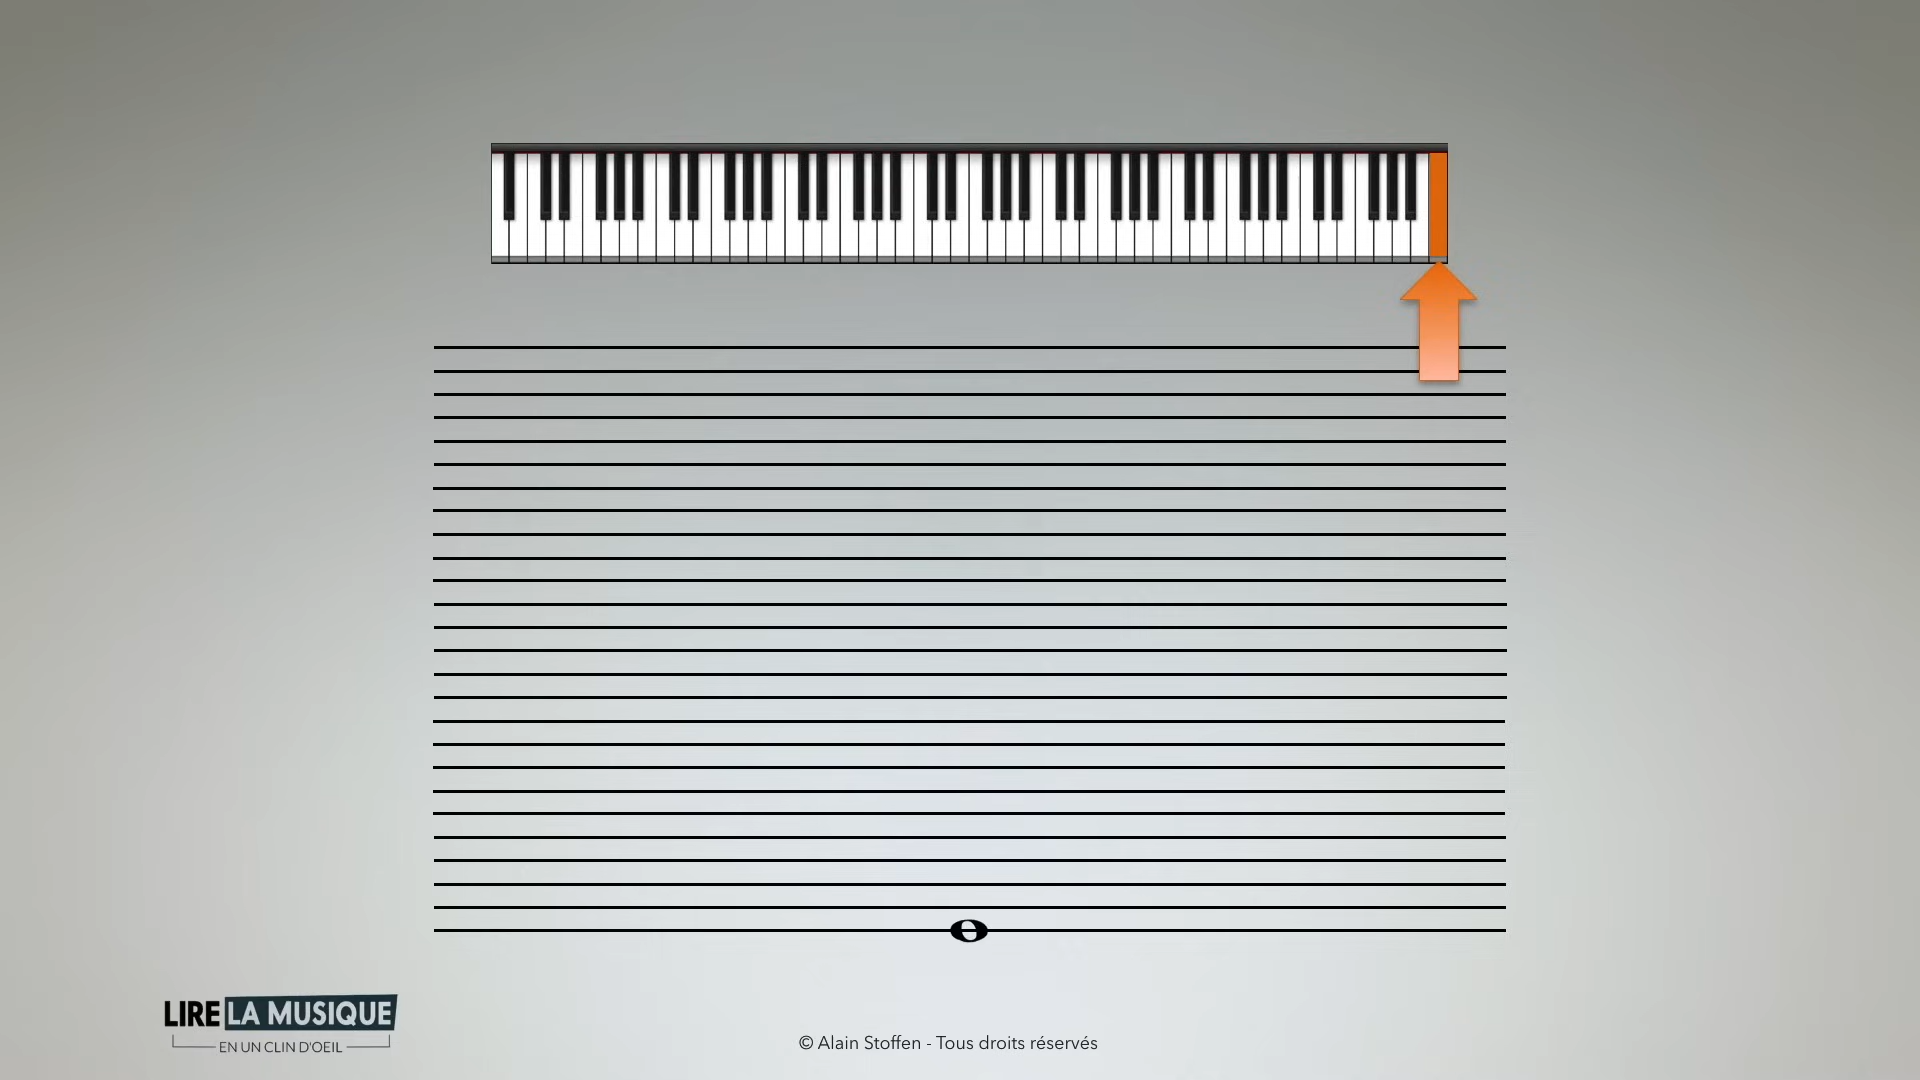 LIRE LA MUSIQUE
EN UN CLIN D'OEIL
© Alain Stoffen - Tous droits réservés